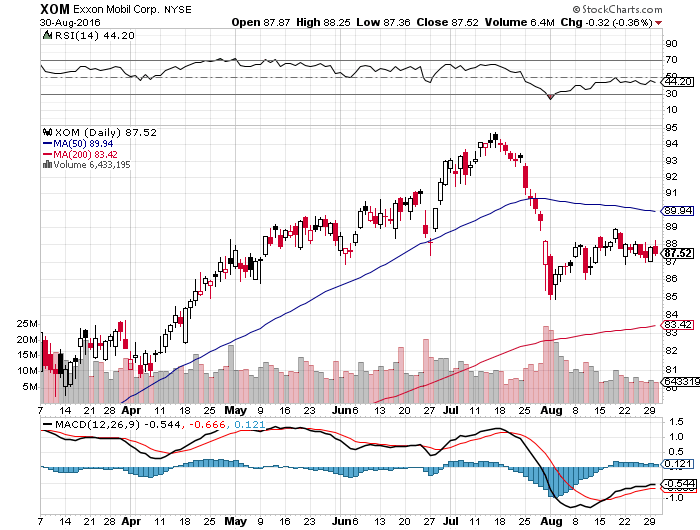 XOM Exxon Mobil Corp. NYSE © StockCharts.com
30-Aug-2016 Open 87.87 High 88.25 Low 87.36 Close 87.52 Volume 6.4M Chg -0.32 (-0.36%)
RSI(14) 44.20
90
70
50
44.20
30
10
XOM (Daily) 87.52
MA(50) 89.94
MA(200) 83.42
Volume 6,433,195
95
94
93
92
91
89.94
89
88
87.52
87
86
85
84
25M 83.42
20M 83
15M 82
10M 81
5M 6433195
80
7 14 21 28 Apr 11 18 25 May 9 16 23 Jun 6 13 20 27 Jul 11 18 25 Aug 8 15 22 29
MACD(12,26,9) -0.544, -0.666, 0.121
1.5
1.0
0.5
0.121
-0.544
-1.0
7 14 21 28 Apr 11 18 25 May 9 16 23 Jun 6 13 20 27 Jul 11 18 25 Aug 8 15 22 29